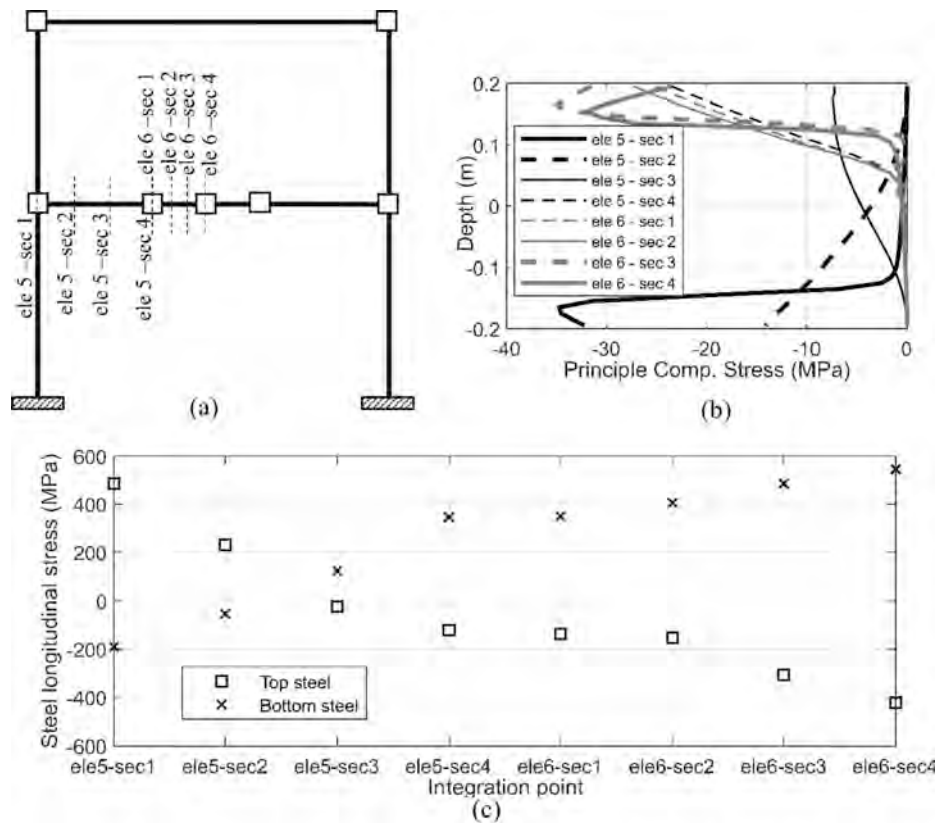 ele 6 –sec 1
ele 6 –sec 2
ele 6 –sec 3
ele 6 –sec 4
ele 5 –sec 1
ele 5 –sec 2
ele 5 –sec 3
ele 5 –sec 4
(a)
0.2
0.1
0
-0.1
-0.2
Depth (m)
ele 5 - sec 1
ele 5 - sec 2
ele 5 - sec 3
ele 5 - sec 4
ele 6 - sec 1
ele 6 - sec 2
ele 6 - sec 3
ele 6 - sec 4
-40 -30 -20 -10 0
Principle Comp. Stress (MPa)
(b)
600
400
200
0
-200
-400
-600
Steel longitudinal stress (MPa)
Top steel
Bottom steel
ele5-sec1 ele5-sec2 ele5-sec3 ele5-sec4 ele6-sec1 ele6-sec2 ele6-sec3 ele6-sec4
Integration point
(c)